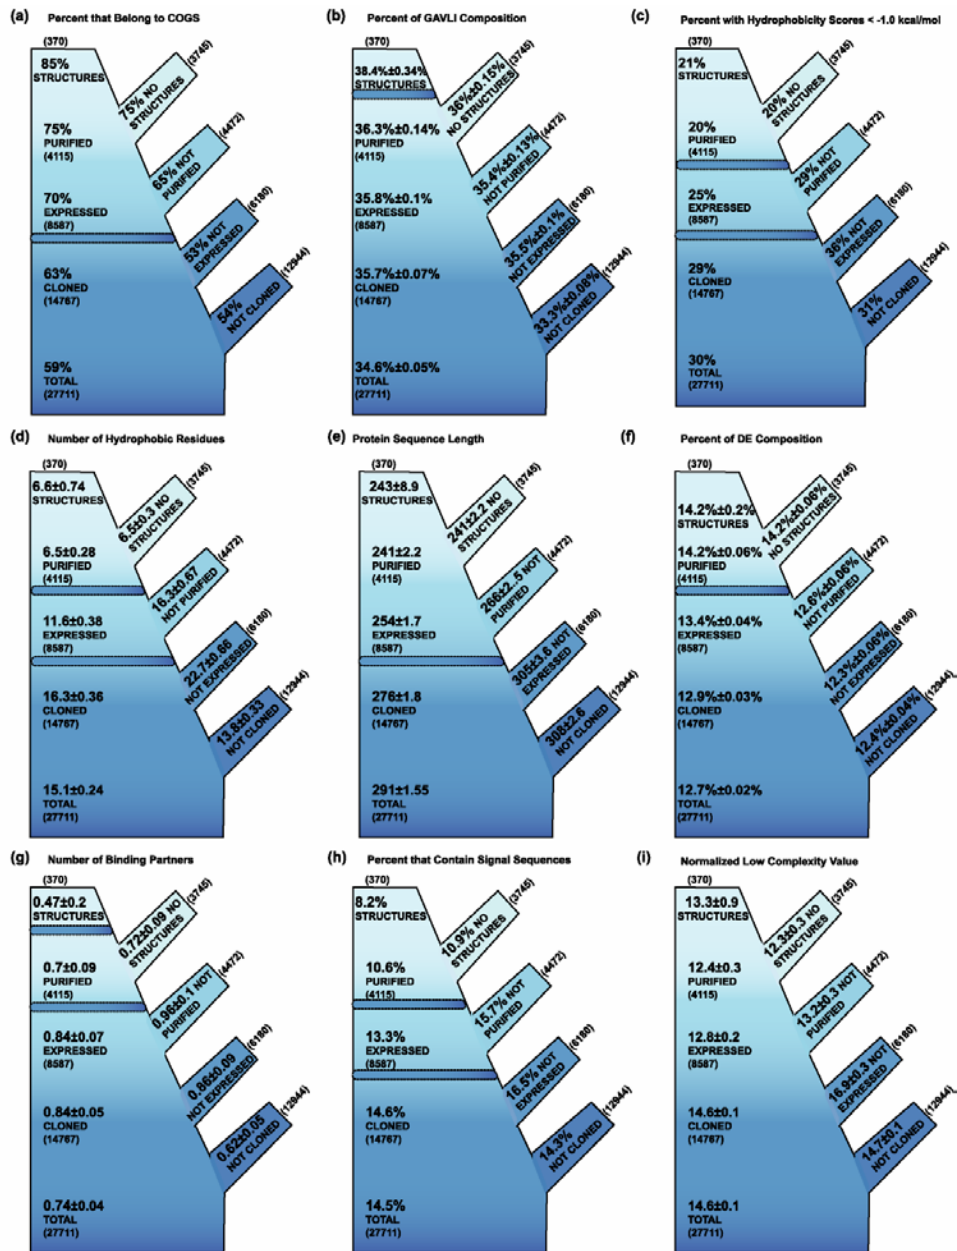 (a) Percent that Belong to COGS
(370)
85%
STRUCTURES
75% NO
STRUCTURES
(3745)
75%
PURIFIED
(4115)
65% NOT
PURIFIED
(4472)
70%
EXPRESSED
(8587)
53% NOT
EXPRESSED
(6180)
63%
CLONED
(14767)
54%
NOT CLONED
(12944)
59%
TOTAL
(27711)
(b) Percent of GAVLI Composition
(370)
38.4%±0.34%
STRUCTURES
36%±0.15%
NO STRUCTURES
(3745)
36.3%±0.14%
PURIFIED
(4115)
35.4%±0.13%
NOT PURIFIED
(4472)
35.8%±0.1%
EXPRESSED
(8587)
35.5%±0.1%
NOT EXPRESSED
(6180)
35.7%±0.07%
CLONED
(14767)
33.3%±0.08%
NOT CLONED
(12944)
34.6%±0.05%
TOTAL
(27711)
(c) Percent with Hydrophobicity Scores < -1.0 kcal/mol
(370)
21%
STRUCTURES
20% NO
STRUCTURES
(3745)
20%
PURIFIED
(4115)
29% NOT
PURIFIED
(4472)
25%
EXPRESSED
(8587)
36% NOT
EXPRESSED
(6180)
29%
CLONED
(14767)
31%
NOT CLONED
(12944)
30%
TOTAL
(27711)
(d) Number of Hydrophobic Residues
(370)
6.6±0.74
STRUCTURES
6.5±0.3 NO
STRUCTURES
(3745)
6.5±0.28
PURIFIED
(4115)
16.3±0.67
NOT PURIFIED
(4472)
11.6±0.38
EXPRESSED
(8587)
22.7±0.66
NOT EXPRESSED
(6180)
16.3±0.36
CLONED
(14767)
13.8±0.33
NOT CLONED
(12944)
15.1±0.24
TOTAL
(27711)
(e) Protein Sequence Length
(370)
243±8.9
STRUCTURES
241±2.2 NO
STRUCTURES
(3745)
241±2.2
PURIFIED
(4115)
266±2..5 NOT
PURIFIED
(4472)
254±1.7
EXPRESSED
(8587)
305±3.6 NOT
EXPRESSED
(6180)
276±1.8
CLONED
(14767)
308±2.6
NOT CLONED
(12944)
291±1.55
TOTAL
(27711)
(f) Percent of DE Composition
(370)
14.2%±0.2%
STRUCTURES
14.2%±0.06%
NO STRUCTURES
(3745)
14.2%±0.06%
PURIFIED
(4115)
12.6%±0.06%
NOT PURIFIED
(4472)
13.4%±0.04%
EXPRESSED
(8587)
12.3%±0.06%
NOT EXPRESSED
(6180)
12.9%±0.03%
CLONED
(14767)
12.4%±0.04%
NOT CLONED
(12944)
12.7%±0.02%
TOTAL
(27711)
(g) Number of Binding Partners
(370)
0.47±0.2
STRUCTURES
0.72±0.09 NO
STRUCTURES
(3745)
0.7±0.09
PURIFIED
(4115)
0.96±0.1 NOT
PURIFIED
(4472)
0.84±0.07
EXPRESSED
(8587)
0.86±0.09
NOT EXPRESSED
(6180)
0.84±0.05
CLONED
(14767)
0.62±0.05
NOT CLONED
(12944)
0.74±0.04
TOTAL
(27711)
(h) Percent that Contain Signal Sequences
(370)
8.2%
STRUCTURES
10.9% NO
STRUCTURES
(3745)
10.6%
PURIFIED
(4115)
15.7% NOT
PURIFIED
(4472)
13.3%
EXPRESSED
(8587)
16.5% NOT
EXPRESSED
(6180)
14.6%
CLONED
(14767)
14.3%
NOT CLONED
(12944)
14.5%
TOTAL
(27711)
(i) Normalized Low Complexity Value
(370)
13.3±0.9
STRUCTURES
12.3±0.3 NO
STRUCTURES
(3745)
12.4±0.3
PURIFIED
(4115)
13.2±0.3 NOT
PURIFIED
(4472)
12.8±0.2
EXPRESSED
(8587)
16.9±0.3 NOT
EXPRESSED
(6180)
14.6±0.1
CLONED
(14767)
14.7±0.1
NOT CLONED
(12944)
14.6±0.1
TOTAL
(27711)